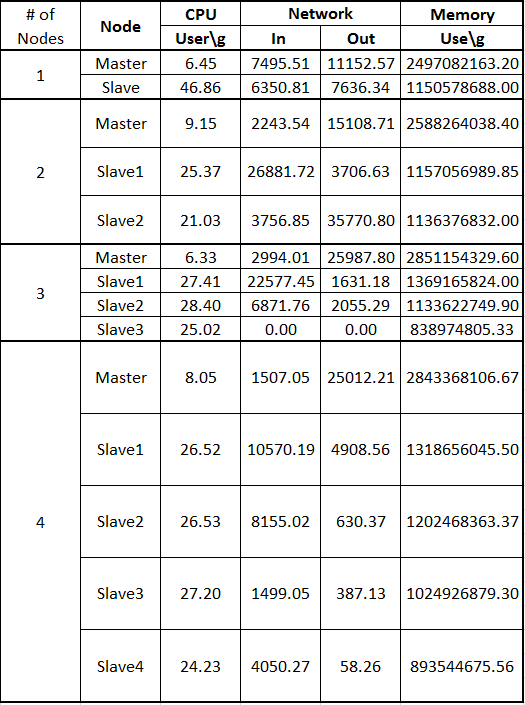 # of Nodes Node CPU Network Memory
User\g In Out Use\g
1 Master 6.45 7495.51 11152.57 2497082163.20
Slave 46.86 6350.81 7636.34 1150578688.00
2 Master 9.15 2243.54 15108.71 2588264038.40
Slave1 25.37 26881.72 3706.63 1157056989.85
Slave2 21.03 3756.85 35770.80 1136376832.00
3 Master 6.33 2994.01 25987.80 2851154329.60
Slave1 27.41 22577.45 1631.18 1369165824.00
Slave2 28.40 6871.76 2055.29 1133622749.90
Slave3 25.02 0.00 0.00 838974805.33
4 Master 8.05 1507.05 25012.21 2843368106.67
Slave1 26.52 10570.19 4908.56 1318656045.50
Slave2 26.53 8155.02 630.37 1202468363.37
Slave3 27.20 1499.05 387.13 1024926879.30
Slave4 24.23 4050.27 58.26 893544675.56